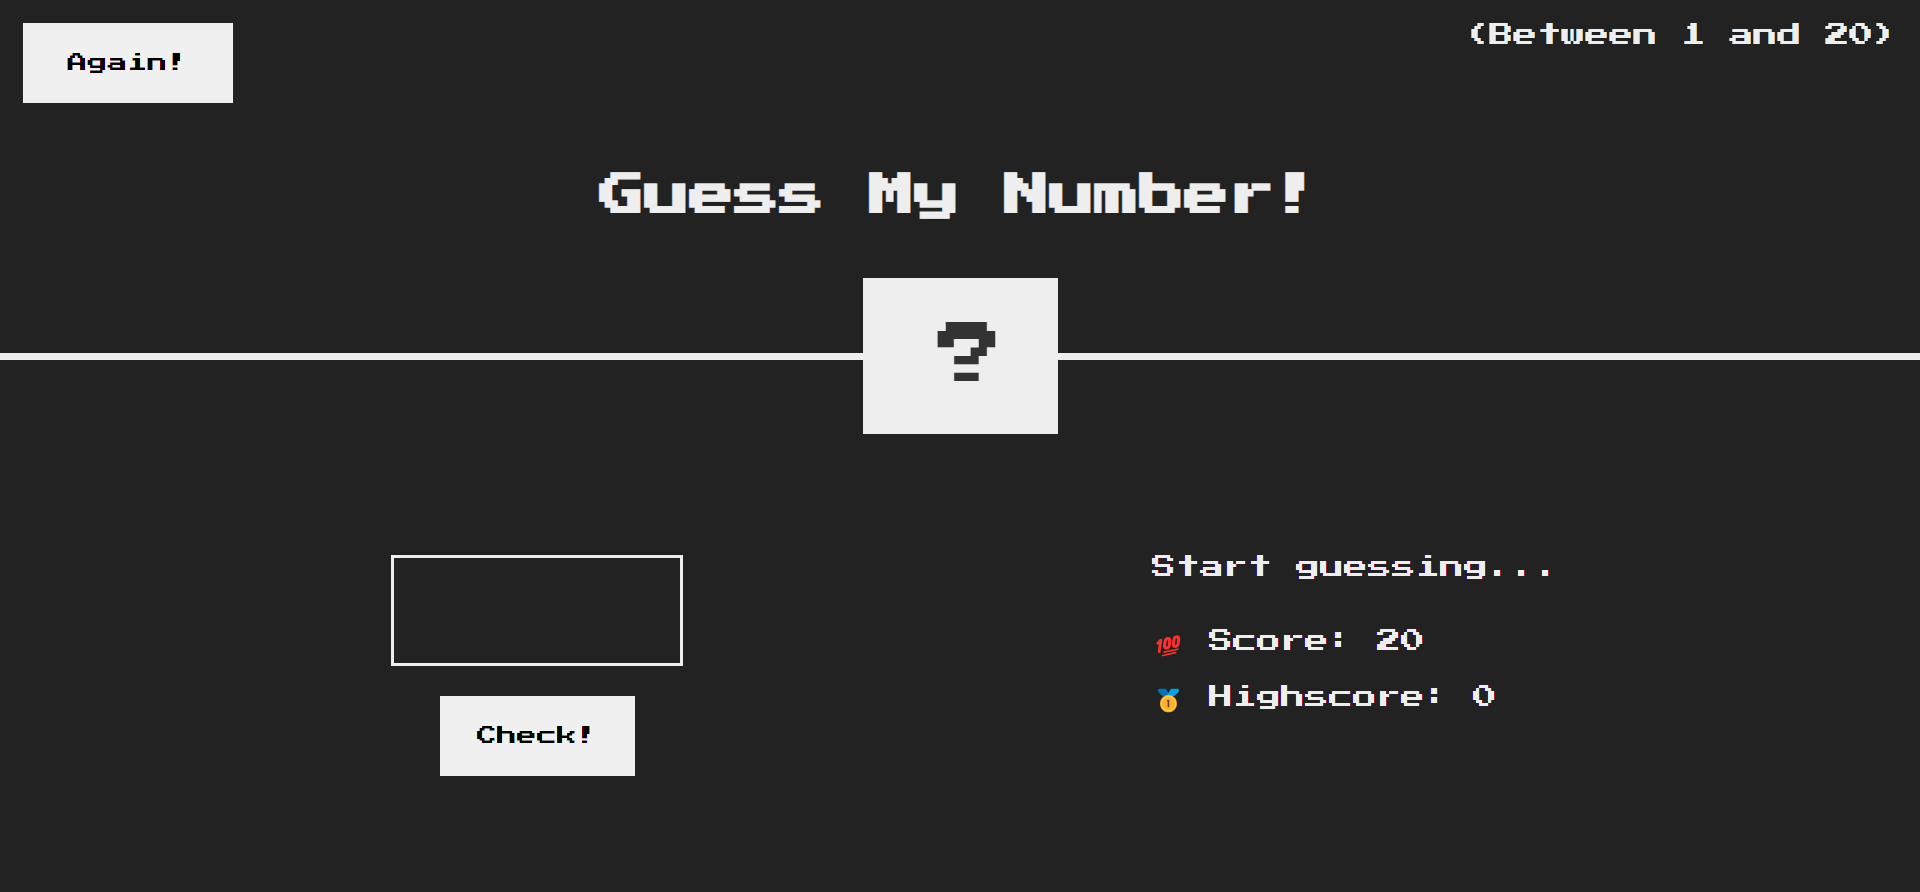 Again!
(Between 1 and 20)
Guess My Number!
?
Start guessing...
💯 Score: 20
🥇 Highscore: 0
Check!